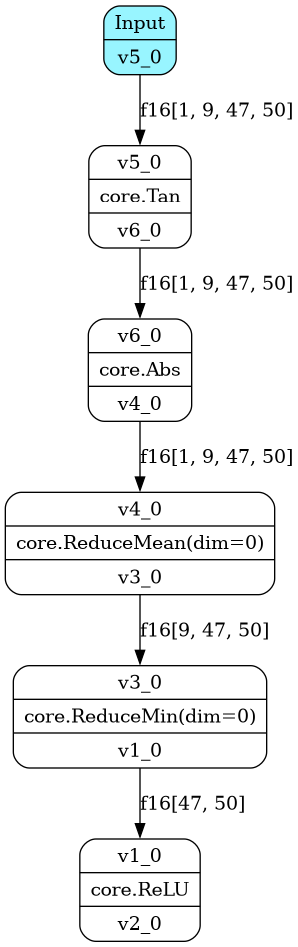 Input
v5_0
f16[1, 9, 47, 50]
v5_0
core.Tan
v6_0
f16[1, 9, 47, 50]
v6_0
core.Abs
v4_0
f16[1, 9, 47, 50]
v4_0
core.ReduceMean(dim=0)
v3_0
f16[9, 47, 50]
v3_0
core.ReduceMin(dim=0)
v1_0
f16[47, 50]
v1_0
core.ReLU
v2_0